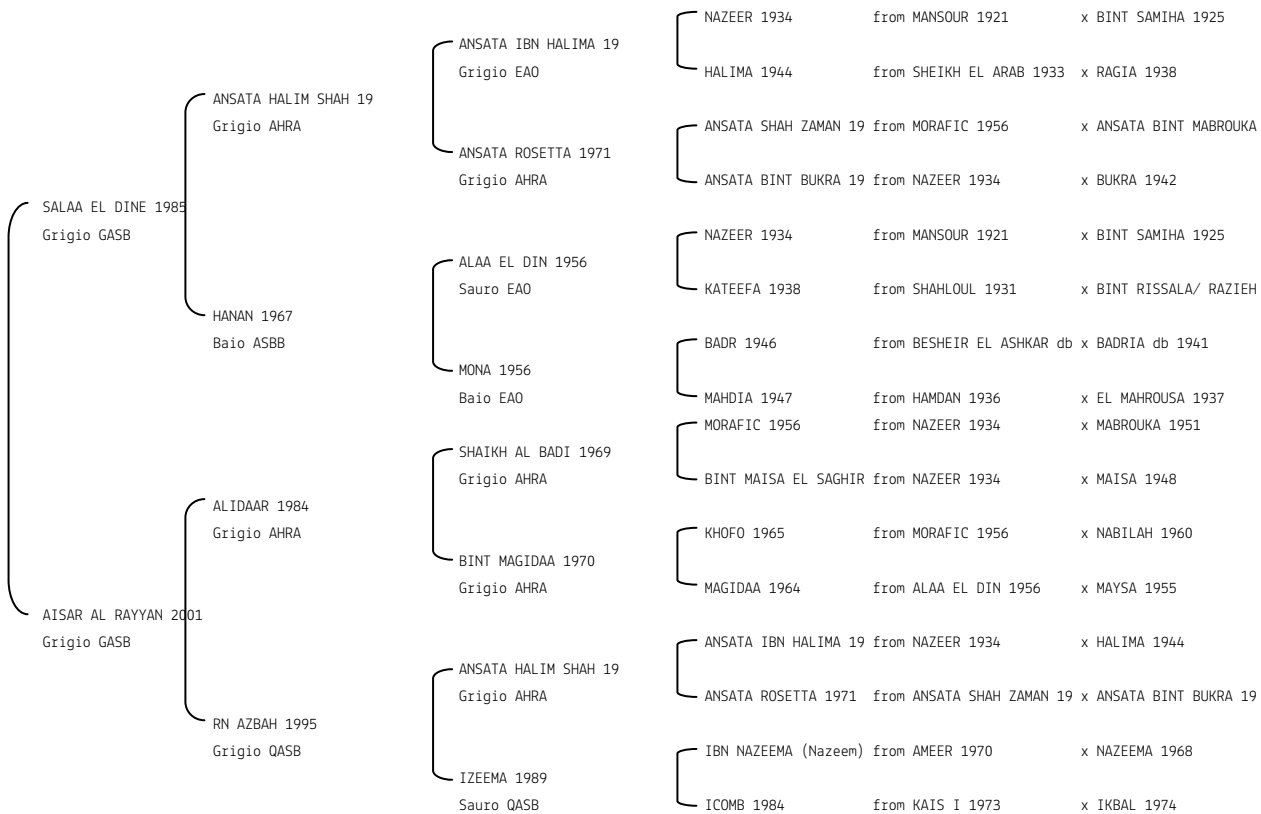 NAZEER 1934 from MANSOUR 1921 x BINT SAMIHA 1925
ANSATA IBN HALIMA 19
Grigio EAO
HALIMA 1944 from SHEIKH EL ARAB 1933 x RAGIA 1938
ANSATA HALIM SHAH 19
Grigio AHRA
ANSATA SHAH ZAMAN 19 from MORAFIC 1956 x ANSATA BINT MABROUKA
ANSATA ROSETTA 1971
Grigio AHRA
ANSATA BINT BUKRA 19 from NAZEER 1934 x BUKRA 1942
SALAA EL DINE 1985
Grigio GASB
NAZEER 1934 from MANSOUR 1921 x BINT SAMIHA 1925
ALAA EL DIN 1956
Sauro EAO
KATEEFA 1938 from SHAHLOUL 1931 x BINT RISSALA/ RAZIEH
HANAN 1967
Baio ASBB
BADR 1946 from BESHEIR EL ASHKAR db x BADRIA db 1941
MONA 1956
Baio EAO
MAHDIA 1947 from HAMDAN 1936 x EL MAHROUSA 1937
MORAFIC 1956 from NAZEER 1934 x MABROUKA 1951
SHAIKH AL BADI 1969
Grigio AHRA
BINT MAISA EL SAGHIR from NAZEER 1934 x MAISA 1948
ALIDAAR 1984
Grigio AHRA
KHOFO 1965 from MORAFIC 1956 x NABILAH 1960
BINT MAGIDAA 1970
Grigio AHRA
MAGIDAA 1964 from ALAA EL DIN 1956 x MAYSA 1955
AISAR AL RAYYAN 2001
Grigio GASB
ANSATA IBN HALIMA 19 from NAZEER 1934 x HALIMA 1944
ANSATA HALIM SHAH 19
Grigio AHRA
ANSATA ROSETTA 1971 from ANSATA SHAH ZAMAN 19 x ANSATA BINT BUKRA 19
RN AZBAH 1995
Grigio QASB
IBN NAZEEMA (Nazeem) from AMEER 1970 x NAZEEMA 1968
IZEEMA 1989
Sauro QASB
ICOMB 1984 from KAIS I 1973 x IKBAL 1974